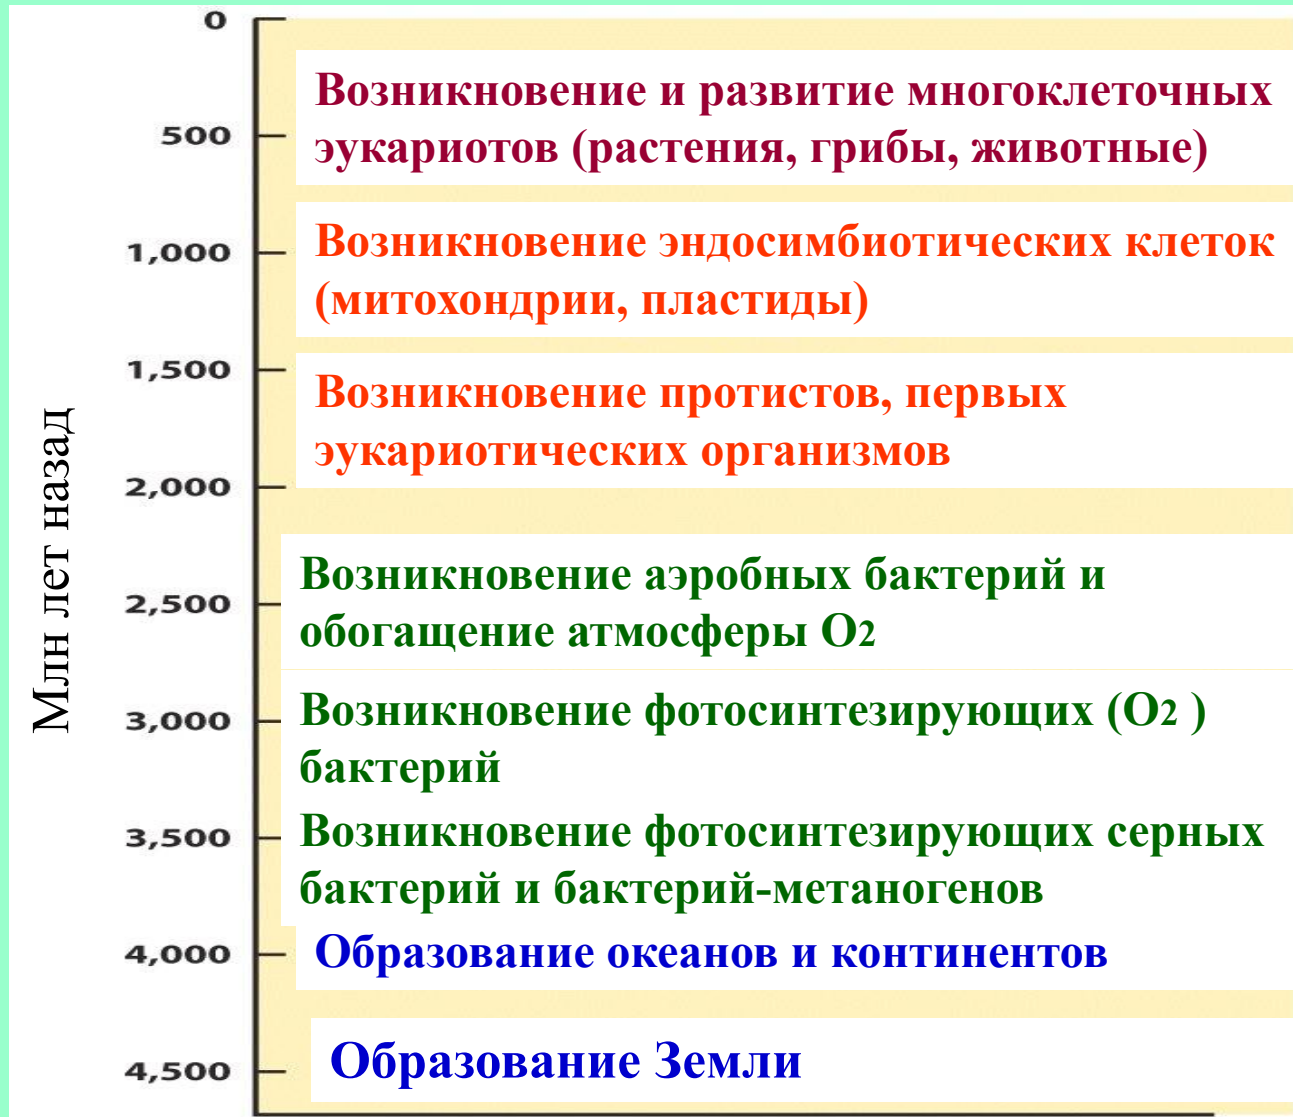 0
Возникновение и развитие многоклеточных
500
эукариотов (растения, грибы, животные)
1,000
Возникновение эндосимбиотических клеток
(митохондрии, пластиды)
1,500
Возникновение протистов, первых
эукариотических организмов
2,000
Млн лет назад
Возникновение аэробных бактерий и
2,500
обогащение атмосферы О2
3,000
Возникновение фотосинтезирующих (О2 )
бактерий
3,500
Возникновение фотосинтезирующих серных
бактерий и бактерий-метаногенов
4,000
Образование океанов и континентов
4,500
Образование Земли